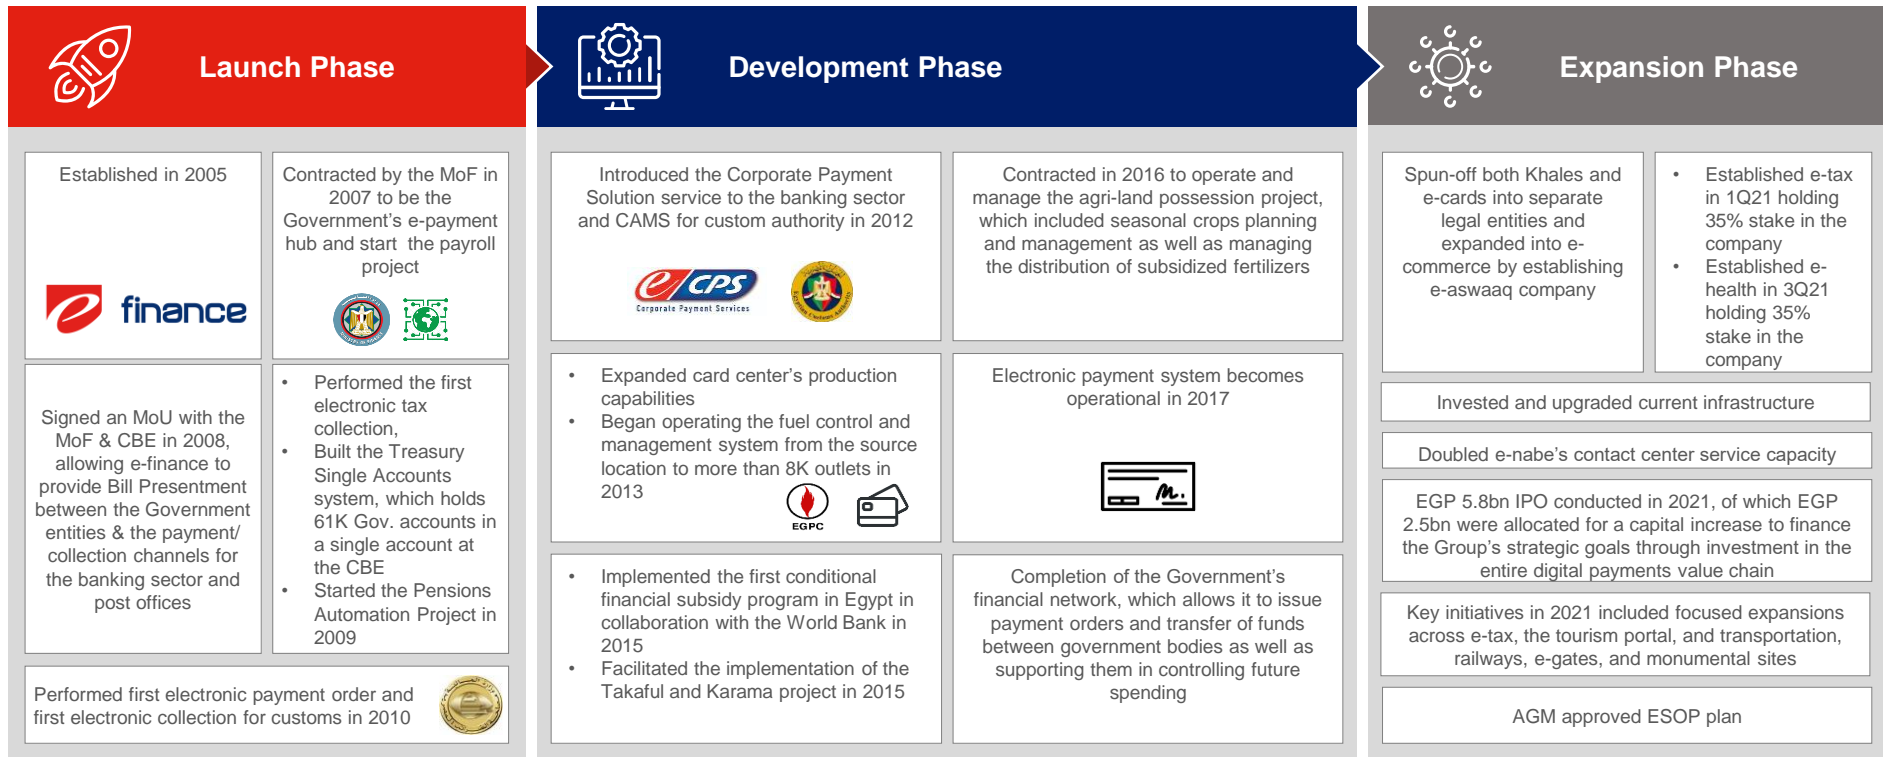 Launch Phase
Established in 2005
e finance
Contracted by the MoF in
2007 to be the
Government's e-payment
hub and start  the payroll
project
Signed an MoU with the
MoF & CBE in 2008,
allowing e-finance to
provide Bill Presentment
between the Government
entities & the payment/
collection channels for
the banking sector and
post offices
• Performed the first
electronic tax
collection,
• Built the Treasury
Single Accounts
system, which holds
61K Gov. accounts in
a single account at
the CBE
• Started the Pensions
Automation Project in
2009
Performed first electronic payment order and
first electronic collection for customs in 2010
Development Phase
Introduced the Corporate Payment
Solution service to the banking sector
and CAMS for custom authority in 2012
e CPS
Corporate Payment Services
Egyptian Customs Authority
Contracted in 2016 to operate and
manage the agri-land possession project,
which included seasonal crops planning
and management as well as managing
the distribution of subsidized fertilizers
• Expanded card center's production
capabilities
• Began operating the fuel control and
management system from the source
location to more than 8K outlets in
2013
EGPC
Electronic payment system becomes
operational in 2017
• Implemented the first conditional
financial subsidy program in Egypt in
collaboration with the World Bank in
2015
• Facilitated the implementation of the
Takaful and Karama project in 2015
Completion of the Government's
financial network, which allows it to issue
payment orders and transfer of funds
between government bodies as well as
supporting them in controlling future
spending
Expansion Phase
Spun-off both Khales and
e-cards into separate
legal entities and
expanded into e-
commerce by establishing
e-aswaaq company
• Established e-tax
in 1Q21 holding
35% stake in the
company
• Established e-
health in 3Q21
holding 35%
stake in the
company
Invested and upgraded current infrastructure
Doubled e-nabe's contact center service capacity
EGP 5.8bn IPO conducted in 2021, of which EGP
2.5bn were allocated for a capital increase to finance
the Group's strategic goals through investment in the
entire digital payments value chain
Key initiatives in 2021 included focused expansions
across e-tax, the tourism portal, and transportation,
railways, e-gates, and monumental sites
AGM approved ESOP plan